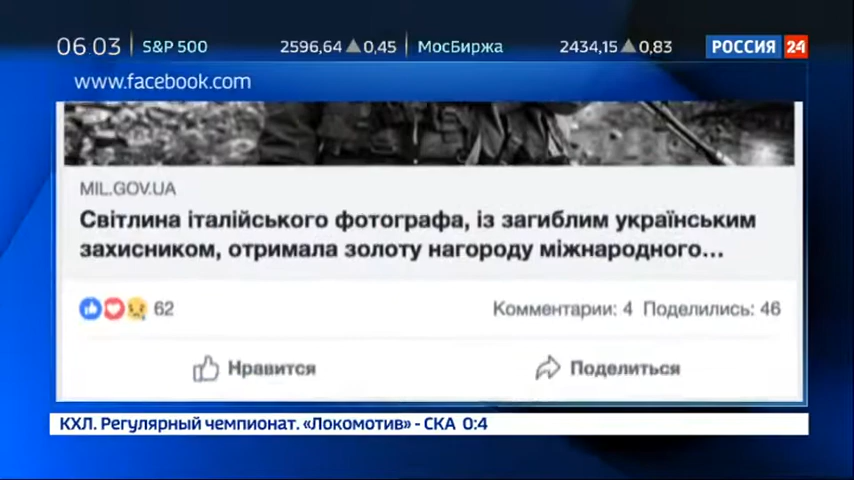 06.03 S&P 500 2596,64 0,45 МосБиржа 2434,15 0,83 РОССИЯ 24
www.facebook.com
MIL.GOV.UA
Світлина італійського фотографа, із загиблим українським
захисником, отримала золоту нагороду міжнародного...
62 Комментарии: 4 Поделились: 46
Нравится Поделиться
КХЛ. Регулярный чемпионат. «Локомотив» - СКА 0:4